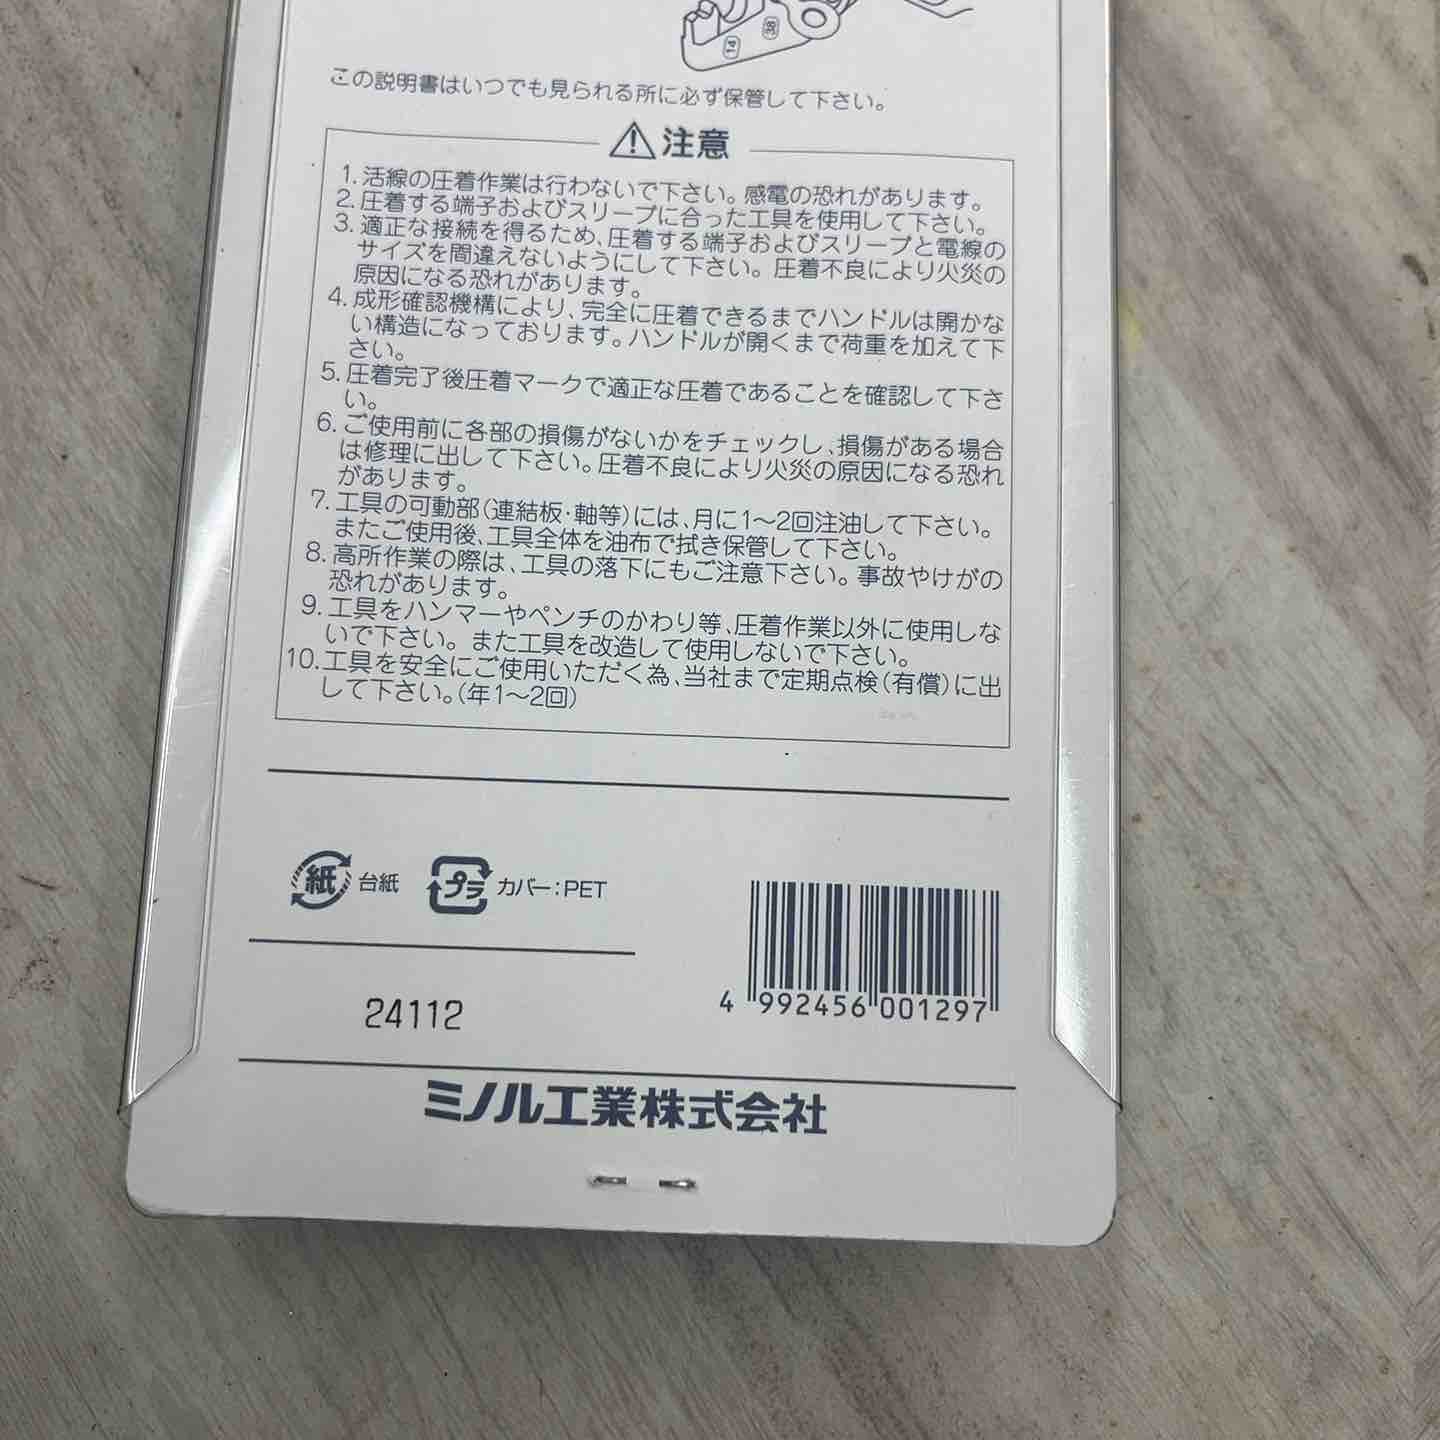 14
38
この説明書はいつでも見られる所に必ず保管して下さい。
注意
1. 活線の圧着作業は行わないで下さい。感電の恐れがあります。
2. 圧着する端子およびスリーブに合った工具を使用して下さい。
3. 適正な接続を得るため、圧着する端子およびスリーブと電線の
サイズを間違えないようにして下さい。圧着不良により火災の
原因になる恐れがあります。
4. 成形確認機構により、完全に圧着できるまでハンドルは開かな
い構造になっております。ハンドルが開くまで荷重を加えて下
さい。
5. 圧着完了後圧着マークで適正な圧着であることを確認して下さ
い。
6. ご使用前に各部の損傷がないかをチェックし、損傷がある場合
は修理に出して下さい。圧着不良により火災の原因になる恐れ
があります。
7. 工具の可動部(連結板・軸等)には、月に1〜2回注油して下さい。
またご使用後、工具全体を油布で拭き保管して下さい。
8. 高所作業の際は、工具の落下にもご注意下さい。事故やけがの
恐れがあります。
9. 工具をハンマーやペンチのかわり等、圧着作業以外に使用しな
いで下さい。また工具を改造して使用しないで下さい。
10. 工具を安全にご使用いただく為、当社まで定期点検(有償)に出
して下さい。(年1〜2回)
紙 台紙 プラ カバー:PET
4 992456 001297
24112
ミノル工業株式会社